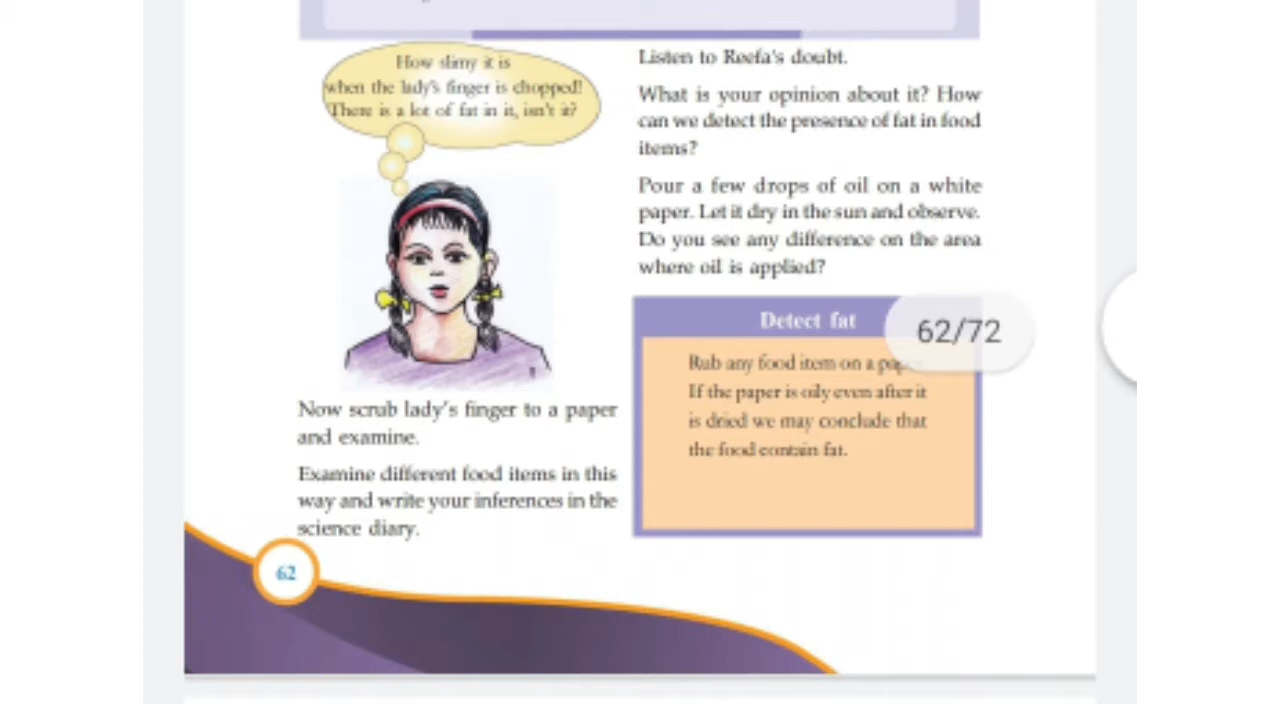 How slimy it is
when the lady's finger is chopped!
There is a lot of fat in it, isn't it?
Now scrub lady's finger to a paper
and examine.
Examine different food items in this
way and write your inferences in the
science diary.
62
Listen to Reefa's doubt.
What is your opinion about it? How
can we detect the presence of fat in food
items?
Pour a few drops of oil on a white
paper. Let it dry in the sun and observe.
Do you see any difference on the area
where oil is applied?
Detect fat
62/72
Rub any food item on a paper.
If the paper is oily even after it
is dried we may conclude that
the food contain fat.